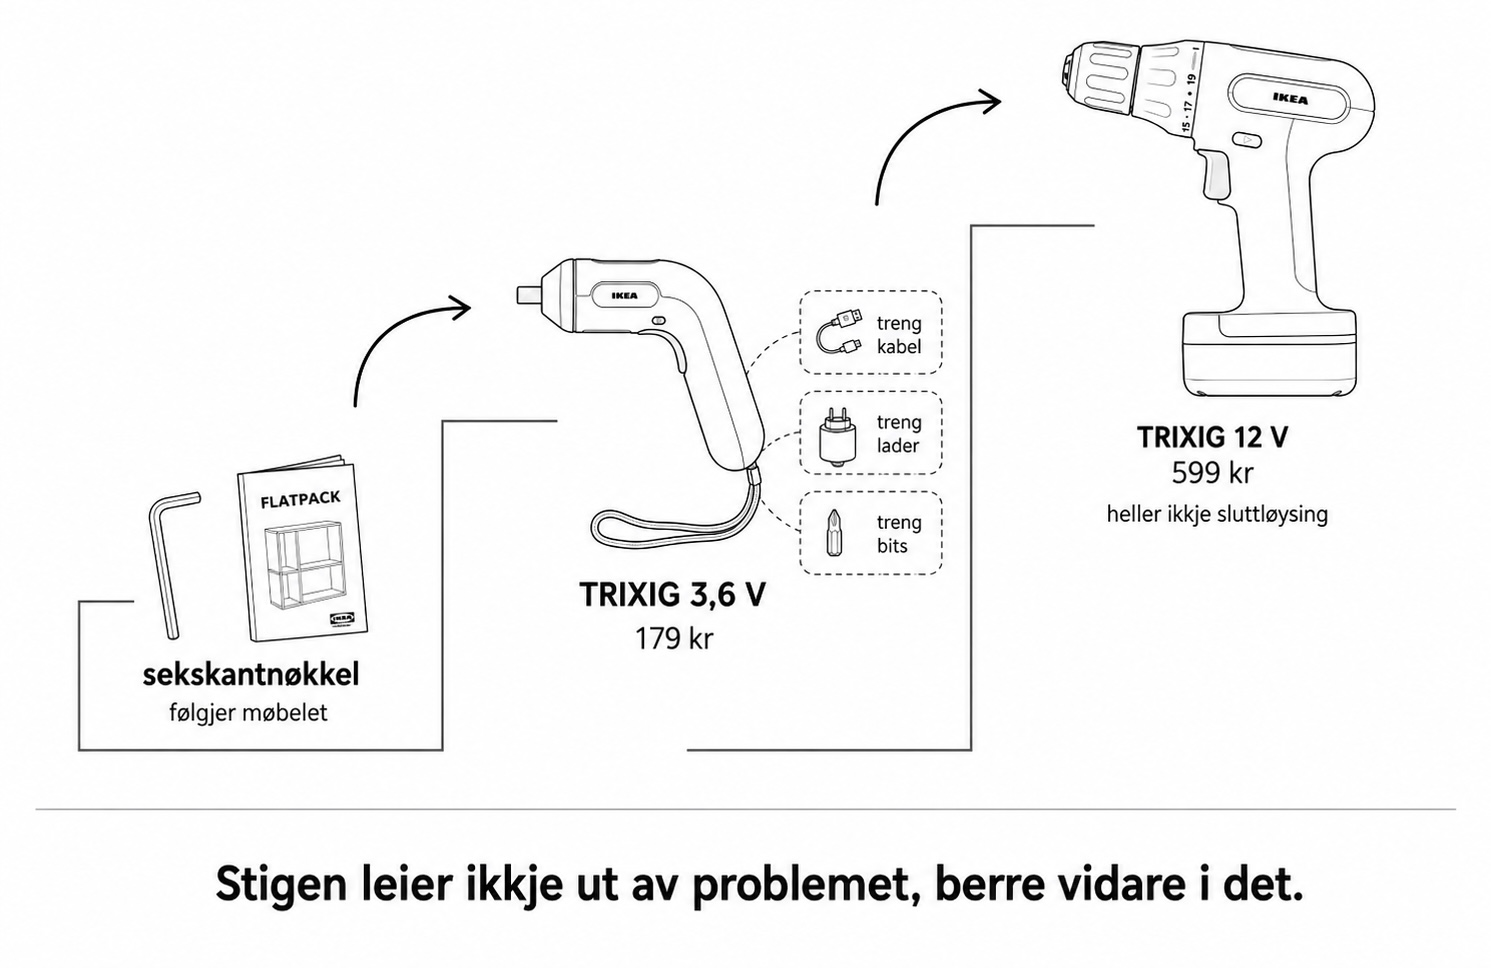 IKEA
15 • 17 • 19 I
IKEA
treng
kabel
treng
lader
treng
bits
TRIXIG 12 V
599 kr
heller ikkje sluttløysing
FLATPACK
IKEA
TRIXIG 3,6 V
179 kr
sekskantnøkkel
følgjer møbelet
Stigen leier ikkje ut av problemet, berre vidare i det.